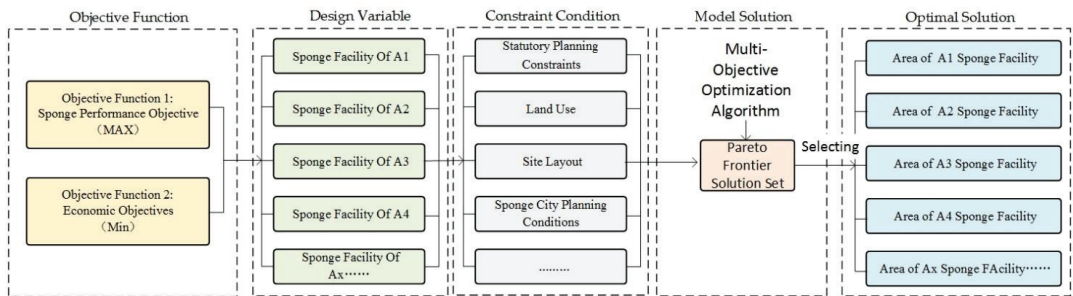 Objective Function
Objective Function 1:
Sponge Performance Objective
（MAX）
Objective Function 2:
Economic Objectives
（Min）
Design Variable
Sponge Facility Of A1
Sponge Facility Of A2
Sponge Facility Of A3
Sponge Facility Of A4
Sponge Facility Of
Ax……
Constraint Condition
Statutory Planning
Constraints
Land Use
Site Layout
Sponge City Planning
Conditions
………
Model Solution
Multi-
Objective
Optimization
Algorithm
Pareto
Frontier
Solution Set
Selecting
Optimal Solution
Area of A1 Sponge Facility
Area of A2 Sponge Facility
Area of A3 Sponge Facility
Area of A4 Sponge Facility
Area of Ax Sponge FAcility……